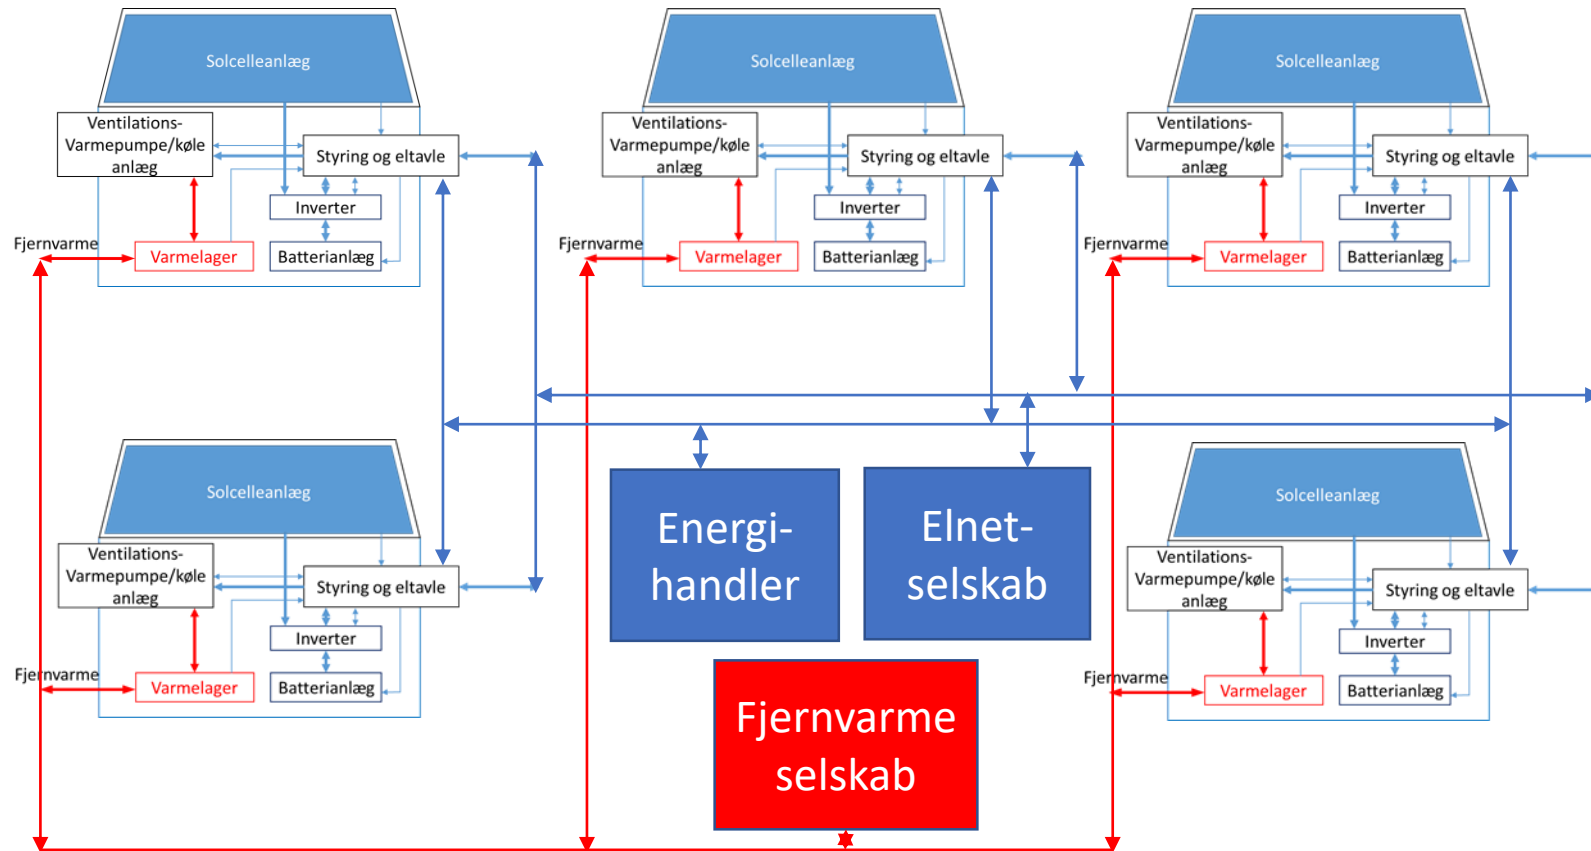 Solcelleanlæg
Ventilations-
Varmepumpe/køle
anlæg
Styring og eltavle
Inverter
Fjernvarme
Varmelager
Batterianlæg
Solcelleanlæg
Ventilations-
Varmepumpe/køle
anlæg
Styring og eltavle
Inverter
Fjernvarme
Varmelager
Batterianlæg
Solcelleanlæg
Ventilations-
Varmepumpe/køle
anlæg
Styring og eltavle
Inverter
Fjernvarme
Varmelager
Batterianlæg
Solcelleanlæg
Ventilations-
Varmepumpe/køle
anlæg
Styring og eltavle
Inverter
Fjernvarme
Varmelager
Batterianlæg
Energi-
handler
Elnet-
selskab
Fjernvarme
selskab
Solcelleanlæg
Ventilations-
Varmepumpe/køle
anlæg
Styring og eltavle
Inverter
Fjernvarme
Varmelager
Batterianlæg